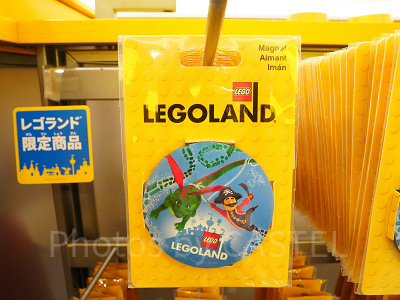 Magnet
Aimant
Imán
LEGO
LEGOLAND
レゴランド
限定商品
LEGO
LEGOLAND